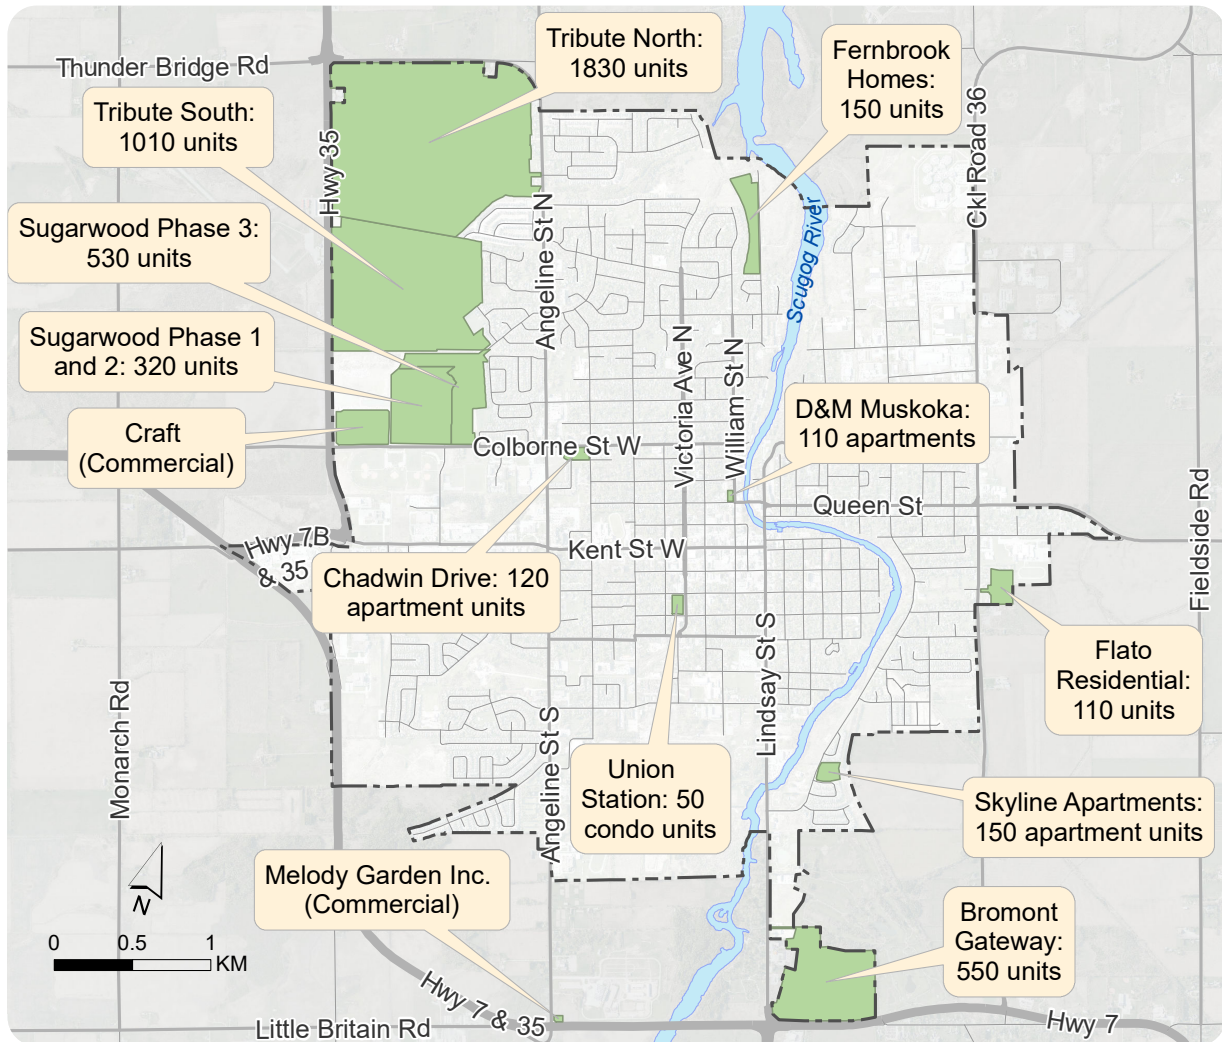 Tribute North:
1830 units
Fernbrook
Homes:
150 units
Thunder Bridge Rd
Tribute South:
1010 units
Hwy 35
Ckl Road 36
Sugarwood Phase 3:
530 units
Angeline St N
Scugog River
Sugarwood Phase 1
and 2: 320 units
Victoria Ave N
William St N
D&M Muskoka:
110 apartments
Craft
(Commercial)
Colborne St W
Queen St
Fieldside Rd
Hwy 7B
& 35
Kent St W
Chadwin Drive: 120
apartment units
Flato
Residential:
110 units
Lindsay St S
Monarch Rd
Angeline St S
Union
Station: 50
condo units
Skyline Apartments:
150 apartment units
Melody Garden Inc.
(Commercial)
N
Bromont
Gateway:
550 units
0 0.5 1
KM
Hwy 7 & 35
Hwy 7
Little Britain Rd